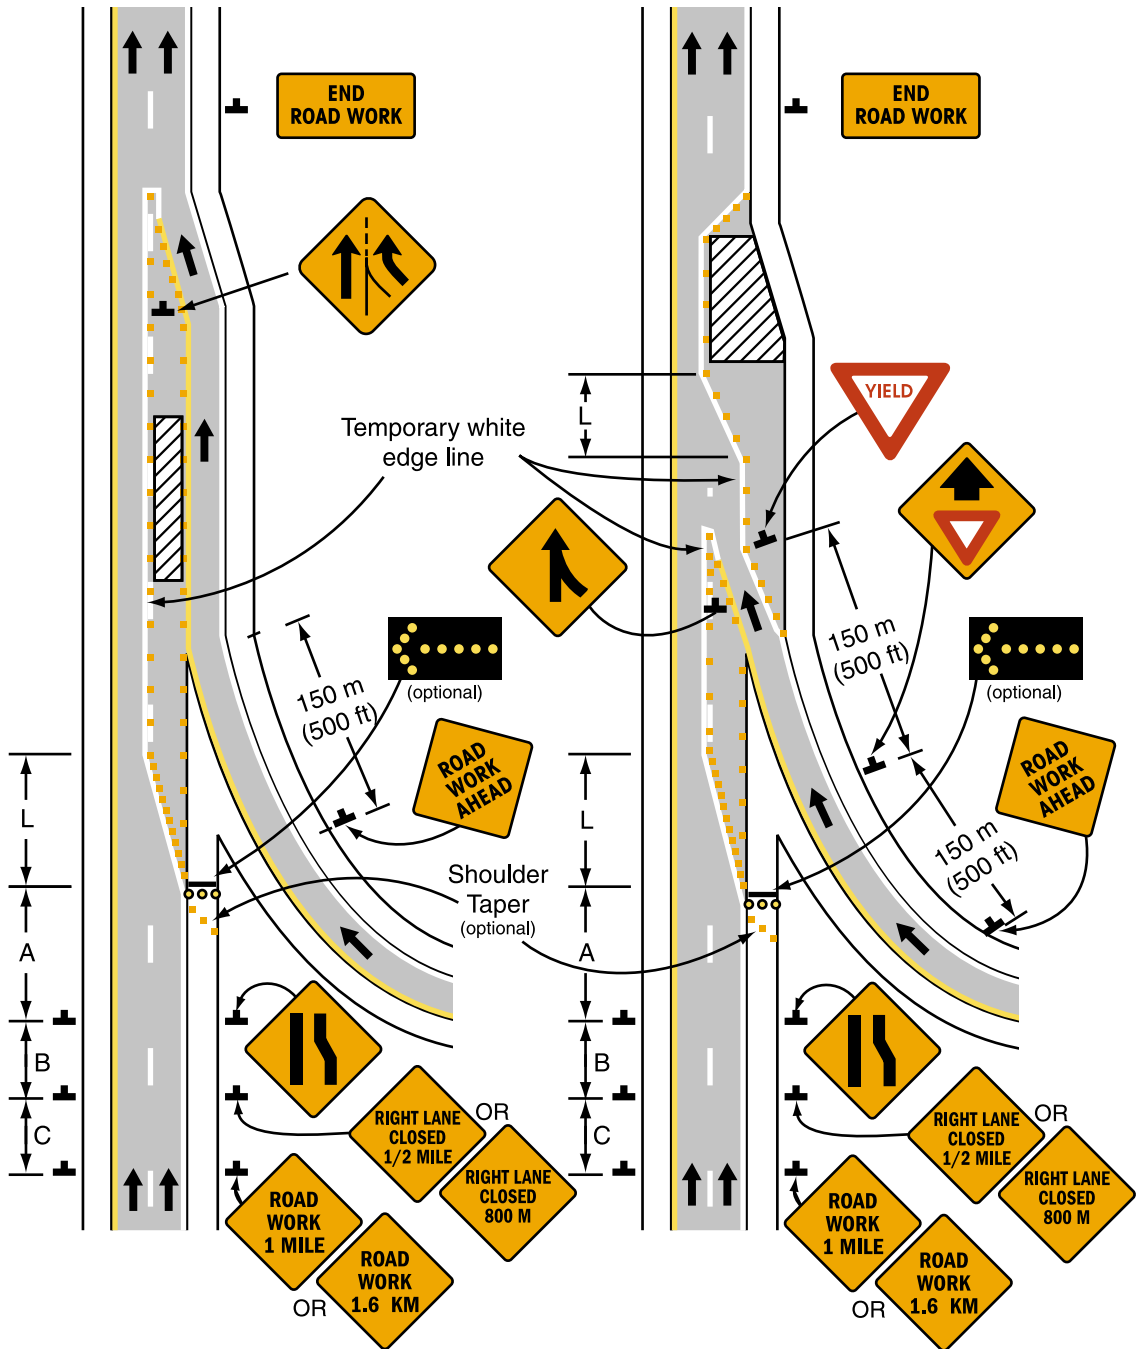 END
ROAD WORK
END
ROAD WORK
YIELD
L
Temporary white
edge line
(optional)
150 m
(500 ft)
ROAD
WORK
AHEAD
150 m
(500 ft)
(optional)
ROAD
WORK
AHEAD
150 m
(500 ft)
L
L
Shoulder
Taper
(optional)
A
A
B
B
C
C
RIGHT LANE
CLOSED
1/2 MILE
OR
RIGHT LANE
CLOSED
800 M
ROAD
WORK
1 MILE
OR
ROAD
WORK
1.6 KM
RIGHT LANE
CLOSED
1/2 MILE
OR
RIGHT LANE
CLOSED
800 M
ROAD
WORK
1 MILE
OR
ROAD
WORK
1.6 KM